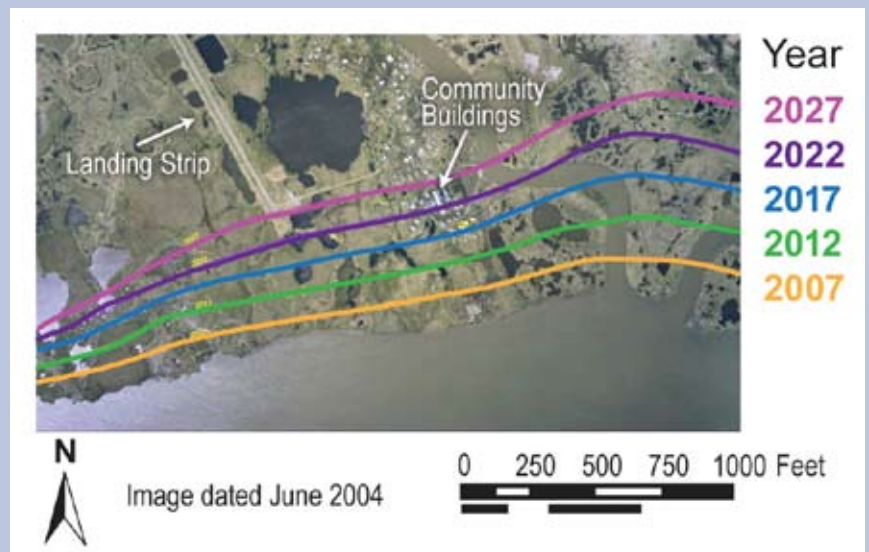 Year
2027
2022
2017
2012
2007
Community
Buildings
Landing Strip
N
Image dated June 2004
0 250 500 750 1000 Feet